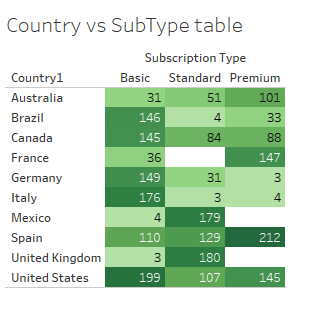 Country vs SubType table
Subscription Type
Country1 Basic Standard Premium
Australia 31 51 101
Brazil 146 4 33
Canada 145 84 88
France 36 147
Germany 149 31 3
Italy 176 3 4
Mexico 4 179
Spain 110 129 212
United Kingdom 3 180
United States 199 107 145